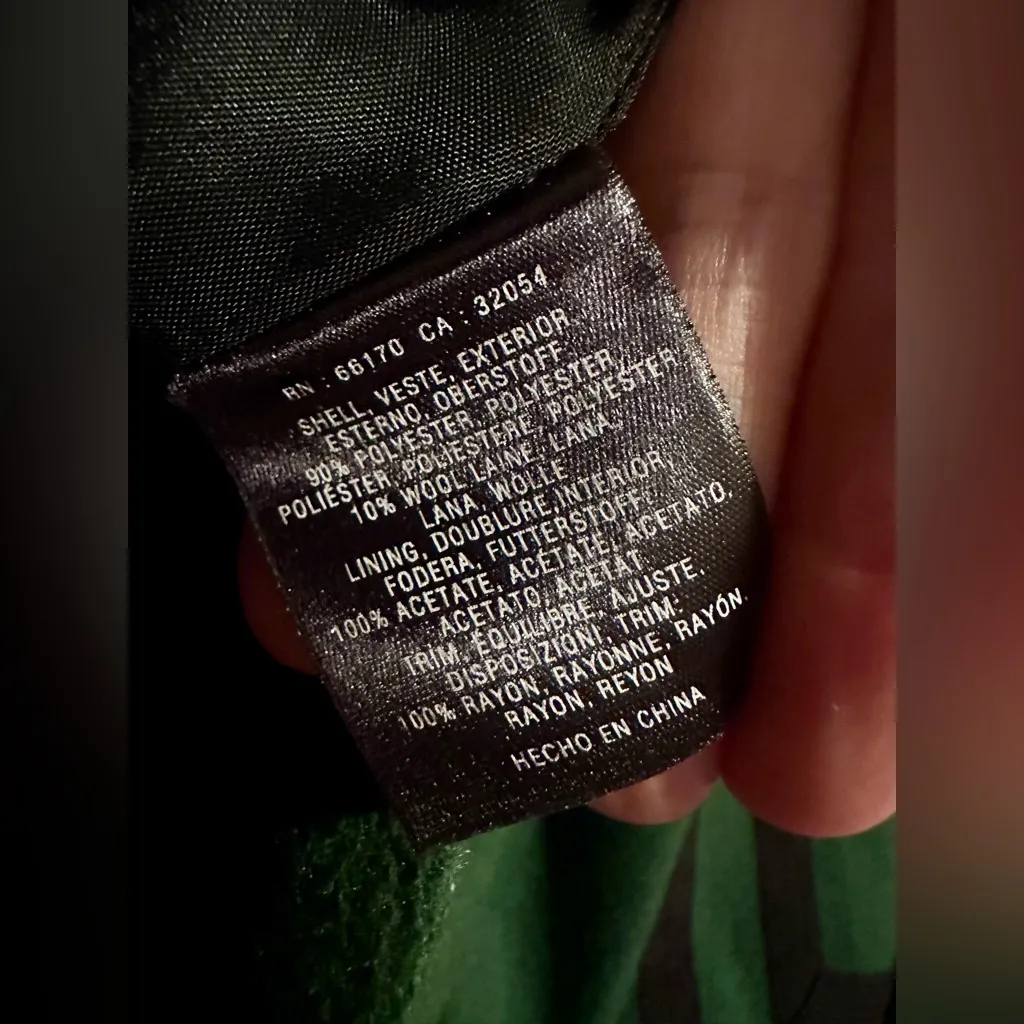 RN : 66170 CA : 32054
SHELL, VESTE, EXTERIOR,
ESTERNO, OBERSTOFF:
90% POLYESTER, POLYESTER,
POLIÉSTER, POLIESTERE, POLYESTER
10% WOOL, LAINE, LANA,
LANA, WOLLE
LINING, DOUBLURE, INTERIOR,
FODERA, FUTTERSTOFF:
100% ACETATE, ACÉTATE, ACETATO,
ACETATO, ACETAT
TRIM, EQUILIBRE, AJUSTE,
DISPOSIZIONI, TRIM:
100% RAYON, RAYONNE, RAYÓN,
RAYON, REYON
HECHO EN CHINA